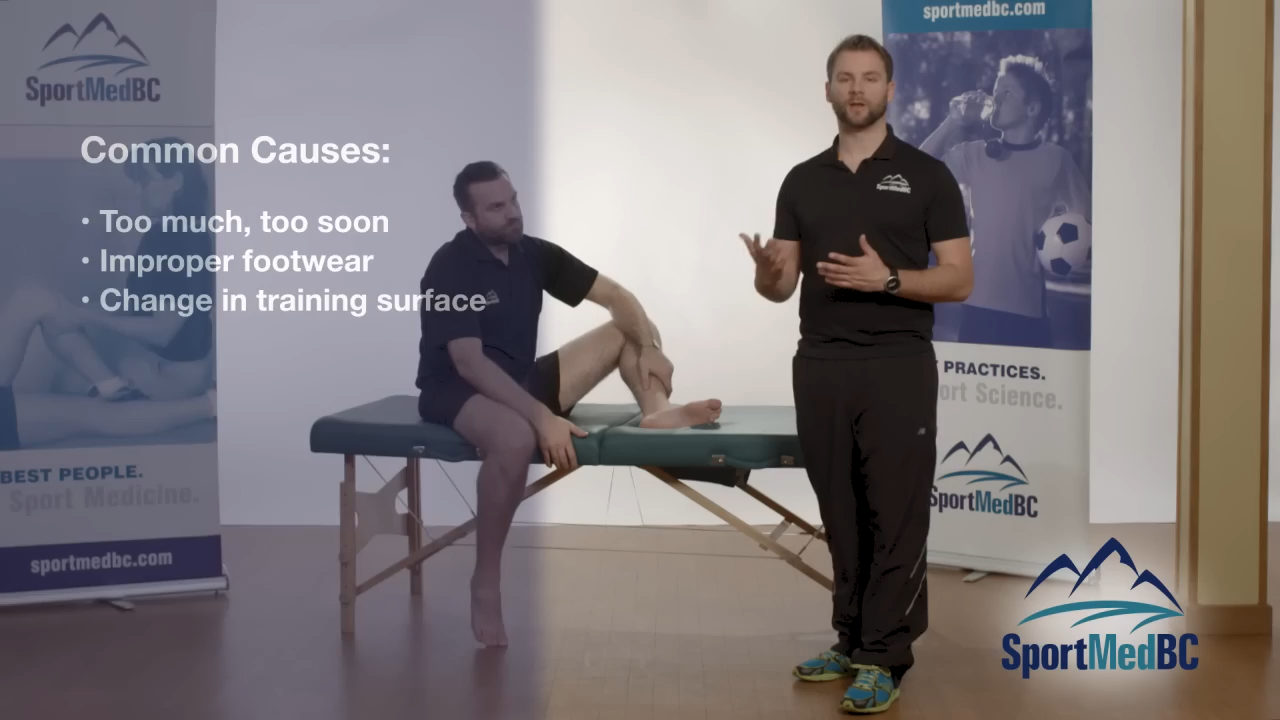 SportMedBC
BEST PEOPLE.
Sport Medicine.
sportmedbc.com
Common Causes:
• Too much, too soon
• Improper footwear
• Change in training surface
SportMedBC
sportmedbc.com
PRACTICES.
ort Science.
SportMedBC
SportMedBC